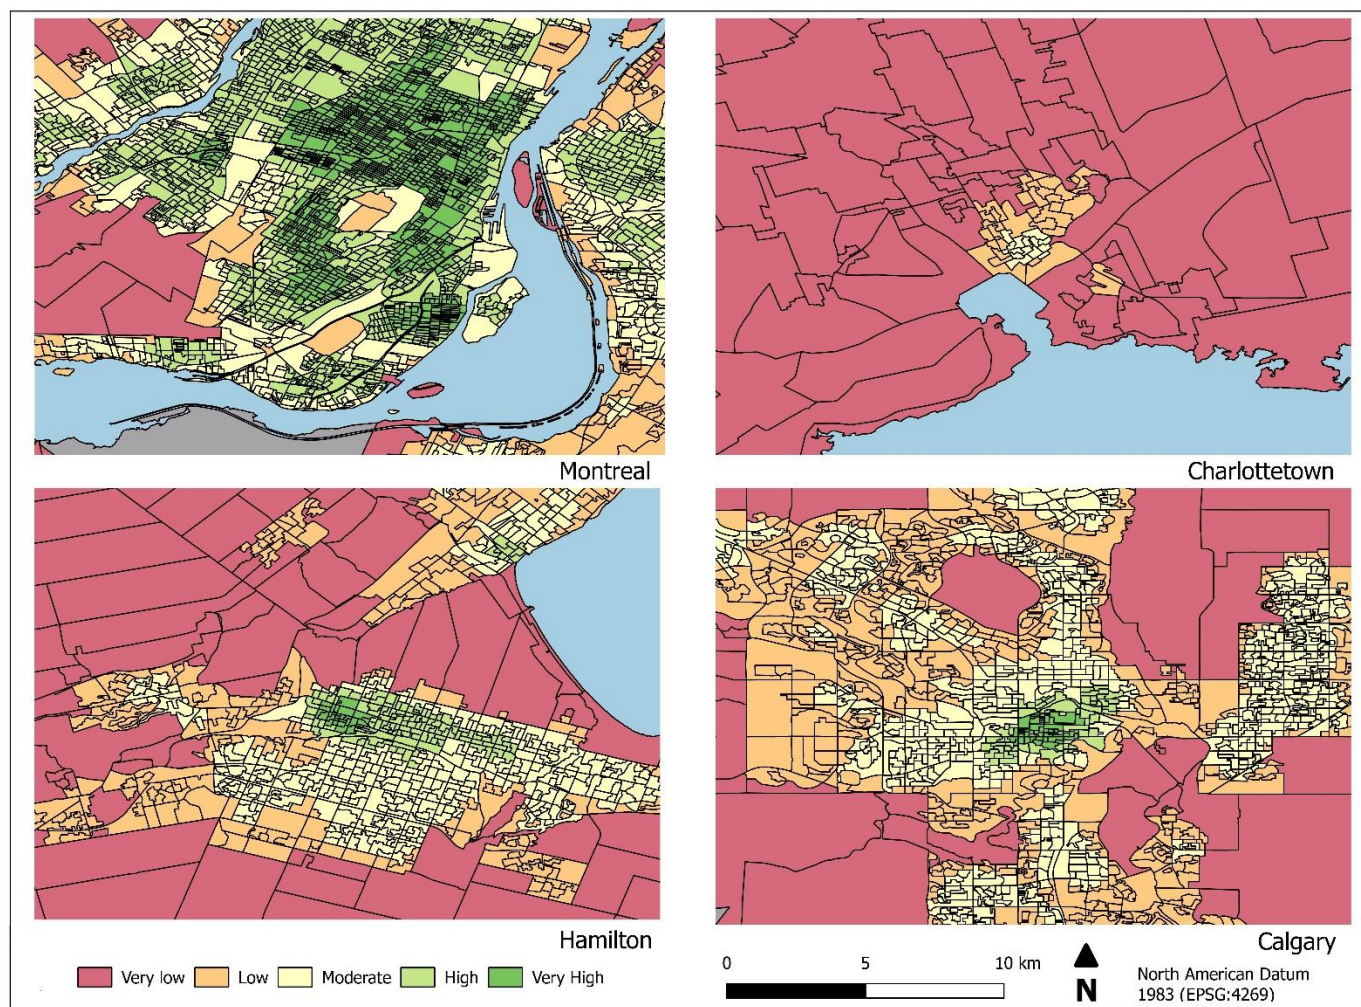 Montreal
Charlottetown
Hamilton
Calgary
Very low
Low
Moderate
High
Very High
0
5
10 km
N
North American Datum
1983 (EPSG:4269)